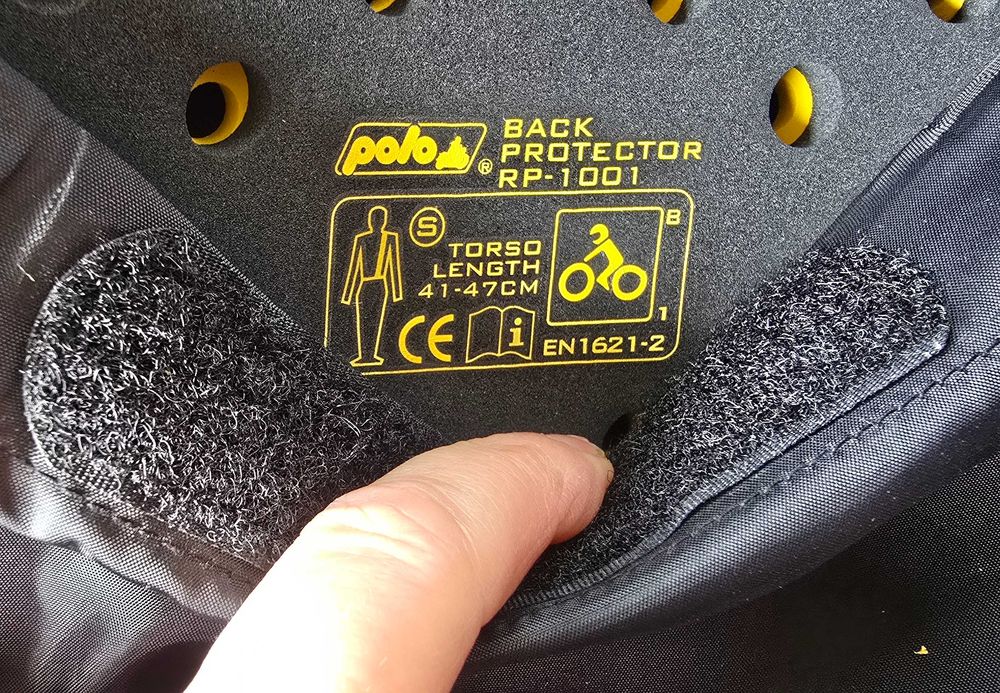 polo®
BACK
PROTECTOR
RP-1001
S
TORSO
LENGTH
41-47CM
B
1
CE
i
EN1621-2